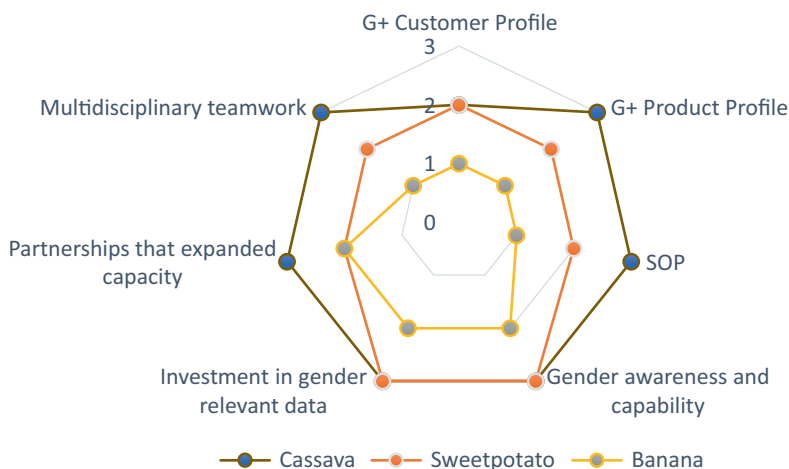 G+ Customer Profile
3
Multidisciplinary teamwork
2
G+ Product Profile
1
0
Partnerships that expanded
capacity
SOP
Investment in gender
relevant data
Gender awareness and
capability
Cassava
Sweetpotato
Banana